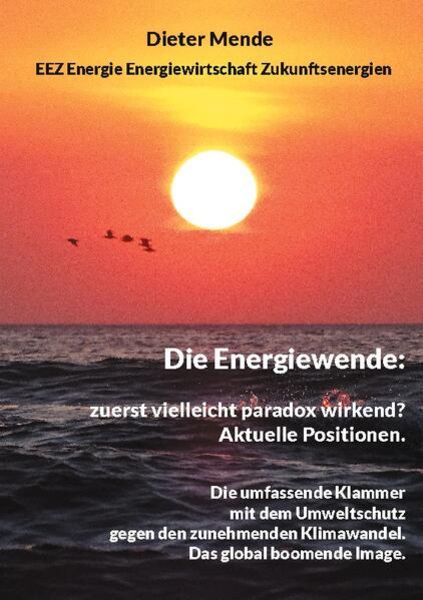 Dieter Mende
EEZ Energie Energiewirtschaft Zukunftsenergien
Die Energiewende:
zuerst vielleicht paradox wirkend?
Aktuelle Positionen.
Die umfassende Klammer
mit dem Umweltschutz
gegen den zunehmenden Klimawandel.
Das global boomende Image.